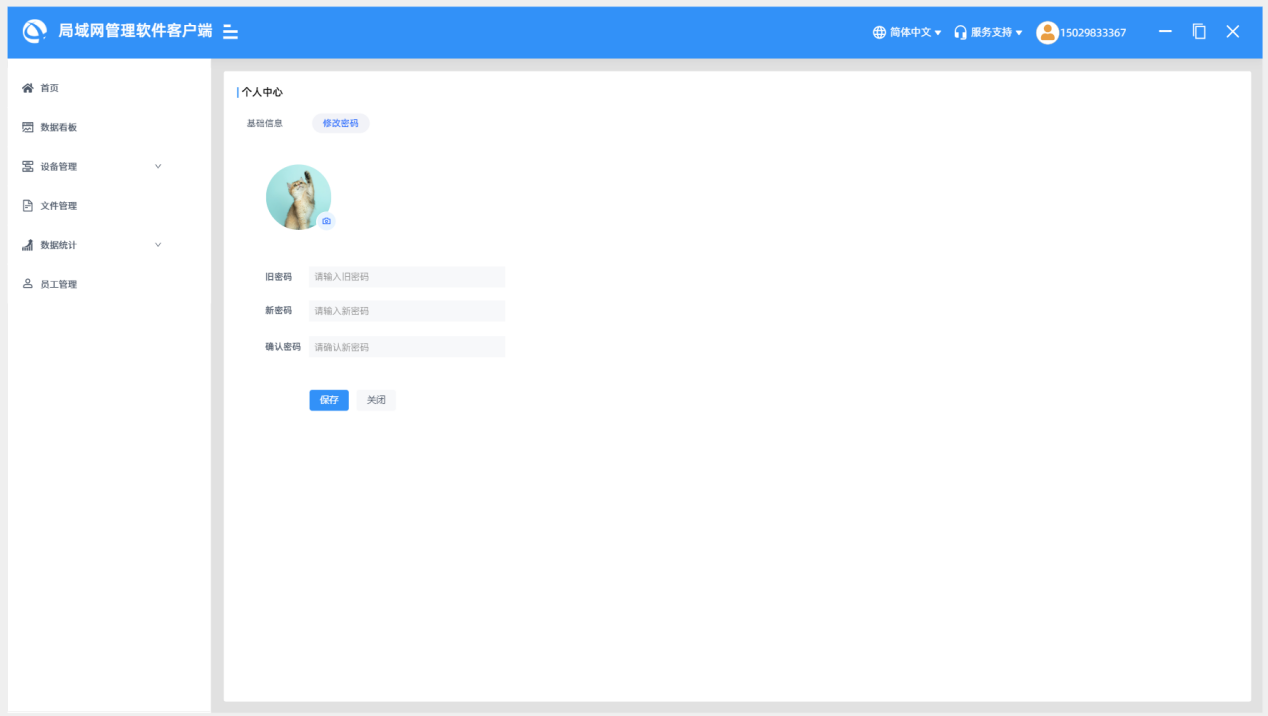 局域网管理软件客户端
简体中文
服务支持
15029833367
首页
数据看板
设备管理
文件管理
数据统计
员工管理
个人中心
基础信息 修改密码
旧密码 请输入旧密码
新密码 请输入新密码
确认密码 请确认新密码
保存 关闭